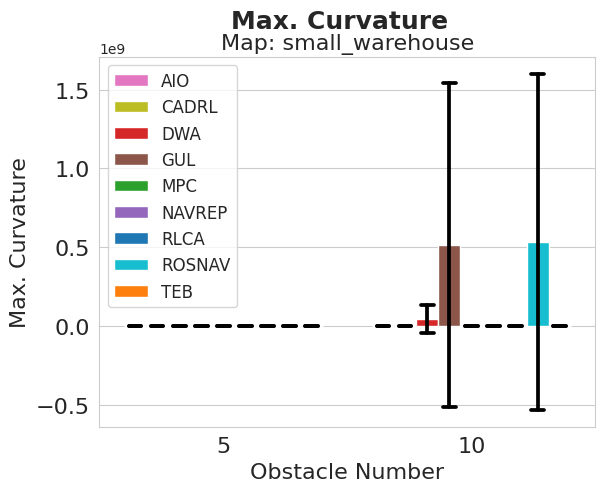 Max. Curvature
Map: small_warehouse
1e9
AIO
CADRL
DWA
GUL
MPC
NAVREP
RLCA
ROSNAV
TEB
Max. Curvature
1.5
1.0
0.5
0.0
−0.5
5
10
Obstacle Number